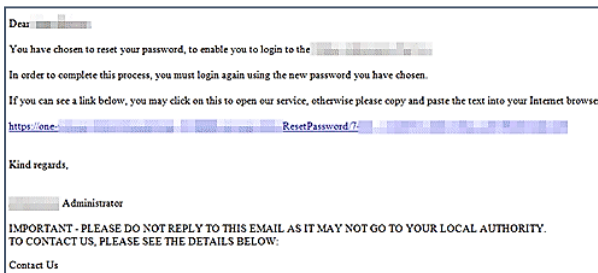 Dear
You have chosen to reset your password, to enable you to login to the
In order to complete this process, you must login again using the new password you have chosen.
If you can see a link below, you may click on this to open our service, otherwise please copy and paste the text into your Internet browse
https://one- ResetPassword/7-
Kind regards,
Administrator
IMPORTANT - PLEASE DO NOT REPLY TO THIS EMAIL AS IT MAY NOT GO TO YOUR LOCAL AUTHORITY.
TO CONTACT US, PLEASE SEE THE DETAILS BELOW:
Contact Us